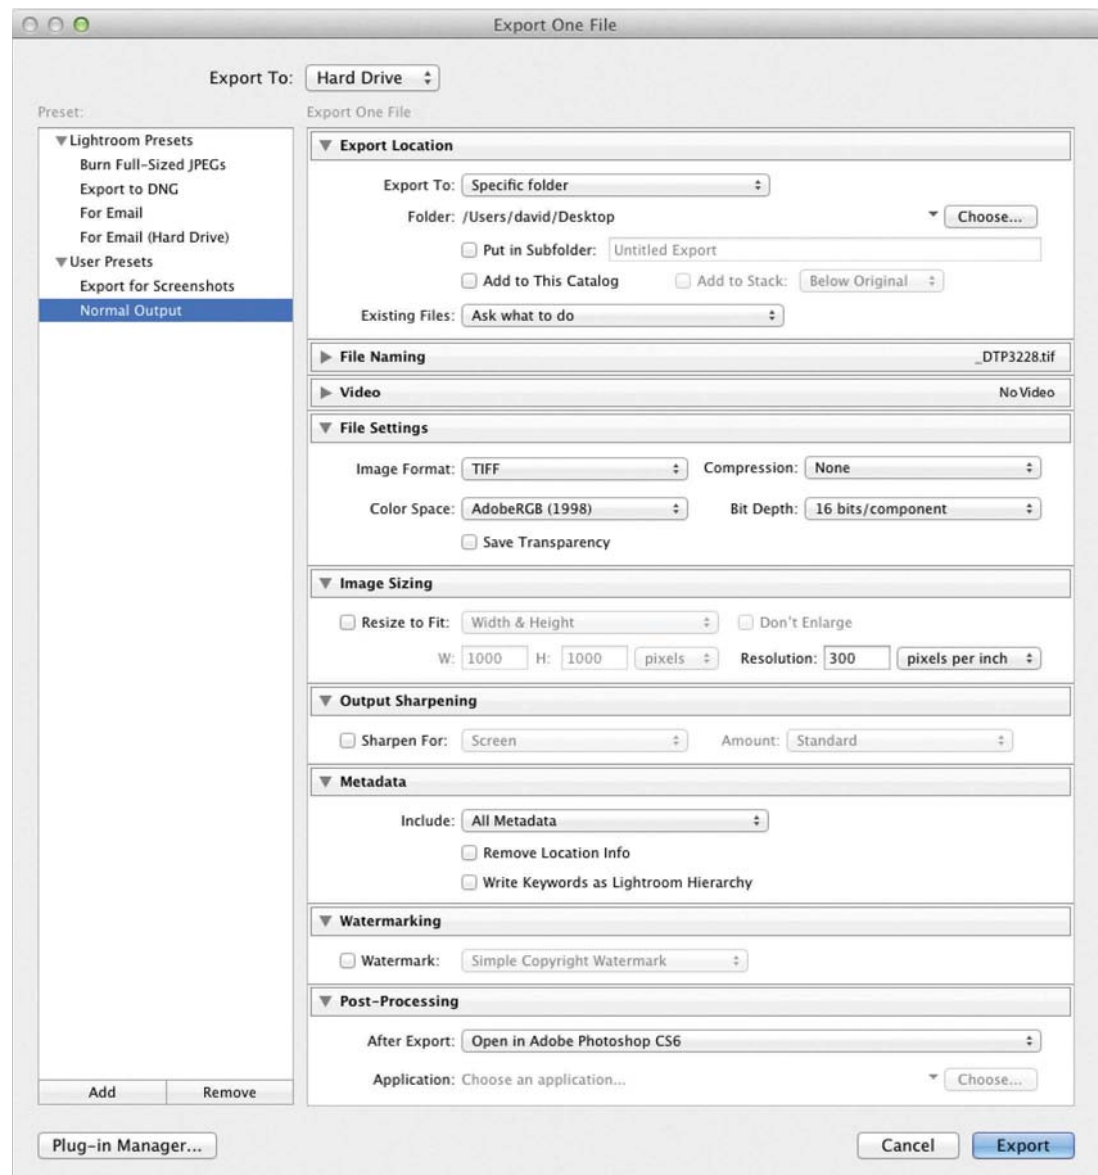 Export One File
Export To: Hard Drive
Preset:
Lightroom Presets
Burn Full-Sized JPEGs
Export to DNG
For Email
For Email (Hard Drive)
User Presets
Export for Screenshots
Normal Output
Add Remove
Export One File
Export Location
Export To: Specific folder
Folder: /Users/david/Desktop Choose...
Put in Subfolder: Untitled Export
Add to This Catalog Add to Stack: Below Original
Existing Files: Ask what to do
File Naming _DTP3228.tif
Video No Video
File Settings
Image Format: TIFF Compression: None
Color Space: AdobeRGB (1998) Bit Depth: 16 bits/component
Save Transparency
Image Sizing
Resize to Fit: Width & Height Don't Enlarge
W: 1000 H: 1000 pixels Resolution: 300 pixels per inch
Output Sharpening
Sharpen For: Screen Amount: Standard
Metadata
Include: All Metadata
Remove Location Info
Write Keywords as Lightroom Hierarchy
Watermarking
Watermark: Simple Copyright Watermark
Post-Processing
After Export: Open in Adobe Photoshop CS6
Application: Choose an application... Choose...
Plug-in Manager... Cancel Export